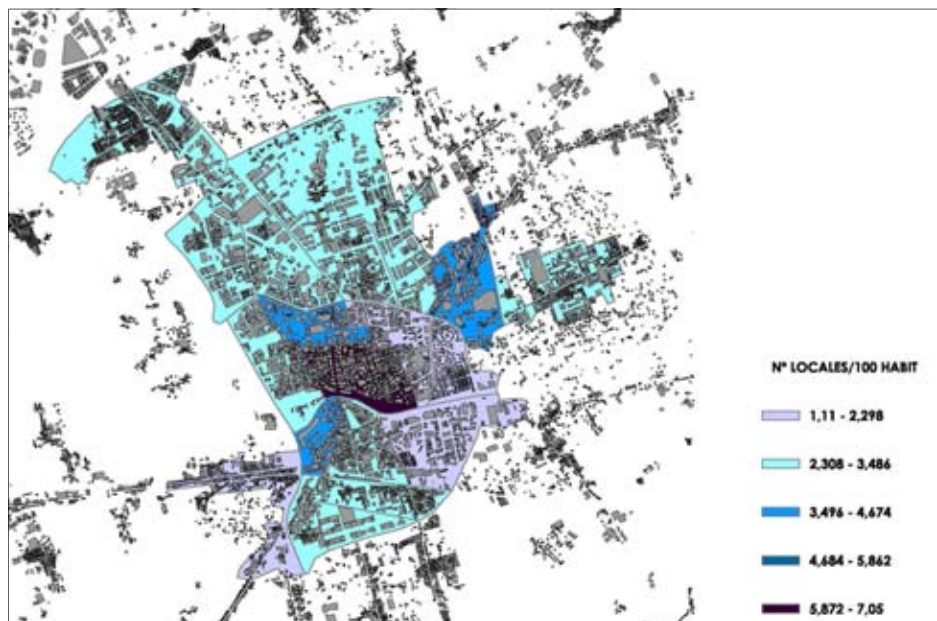 Nº LOCALES/100 HABIT
1,11 - 2,298
2,308 - 3,486
3,496 - 4,674
4,684 - 5,862
5,872 - 7,05